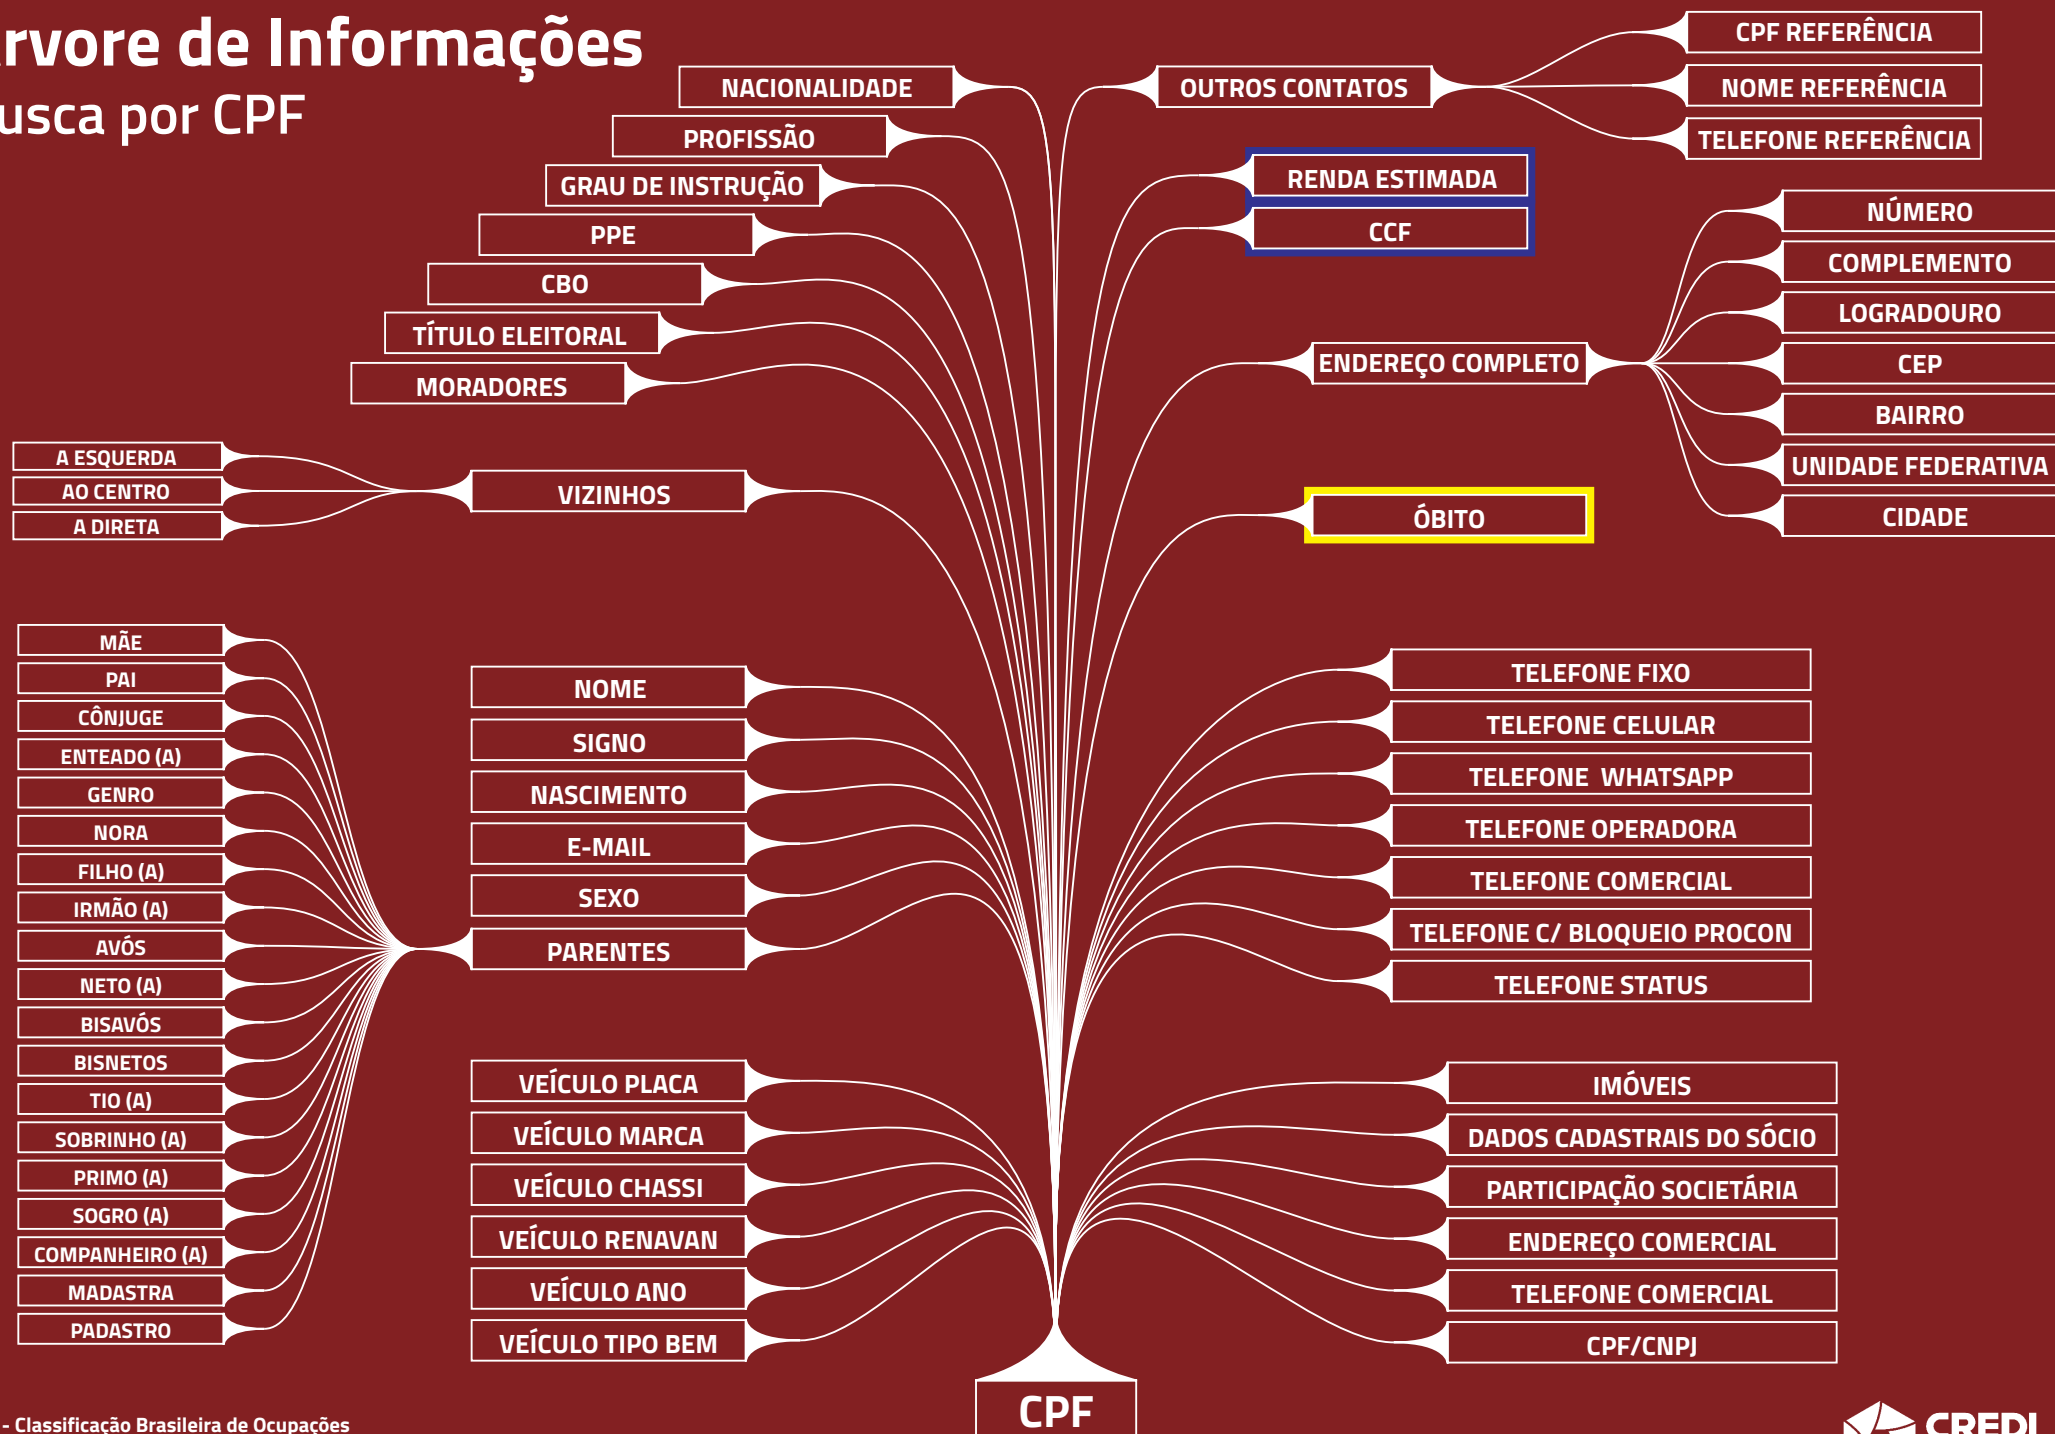 rvore de Informações
usca por CPF
NACIONALIDADE
PROFISSÃO
GRAU DE INSTRUÇÃO
PPE
CBO
TÍTULO ELEITORAL
MORADORES
A ESQUERDA
AO CENTRO
A DIRETA
VIZINHOS
MÃE
PAI
CÔNJUGE
ENTEADO (A)
GENRO
NORA
FILHO (A)
IRMÃO (A)
AVÓS
NETO (A)
BISAVÓS
BISNETOS
TIO (A)
SOBRINHO (A)
PRIMO (A)
SOGRO (A)
COMPANHEIRO (A)
MADASTRA
PADASTRO
NOME
SIGNO
NASCIMENTO
E-MAIL
SEXO
PARENTES
VEÍCULO PLACA
VEÍCULO MARCA
VEÍCULO CHASSI
VEÍCULO RENAVAN
VEÍCULO ANO
VEÍCULO TIPO BEM
OUTROS CONTATOS
CPF REFERÊNCIA
NOME REFERÊNCIA
TELEFONE REFERÊNCIA
RENDA ESTIMADA
CCF
ENDEREÇO COMPLETO
NÚMERO
COMPLEMENTO
LOGRADOURO
CEP
BAIRRO
UNIDADE FEDERATIVA
CIDADE
ÓBITO
TELEFONE FIXO
TELEFONE CELULAR
TELEFONE WHATSAPP
TELEFONE OPERADORA
TELEFONE COMERCIAL
TELEFONE C/ BLOQUEIO PROCON
TELEFONE STATUS
IMÓVEIS
DADOS CADASTRAIS DO SÓCIO
PARTICIPAÇÃO SOCIETÁRIA
ENDEREÇO COMERCIAL
TELEFONE COMERCIAL
CPF/CNPJ
CPF
- Classificação Brasileira de Ocupações
CREDI